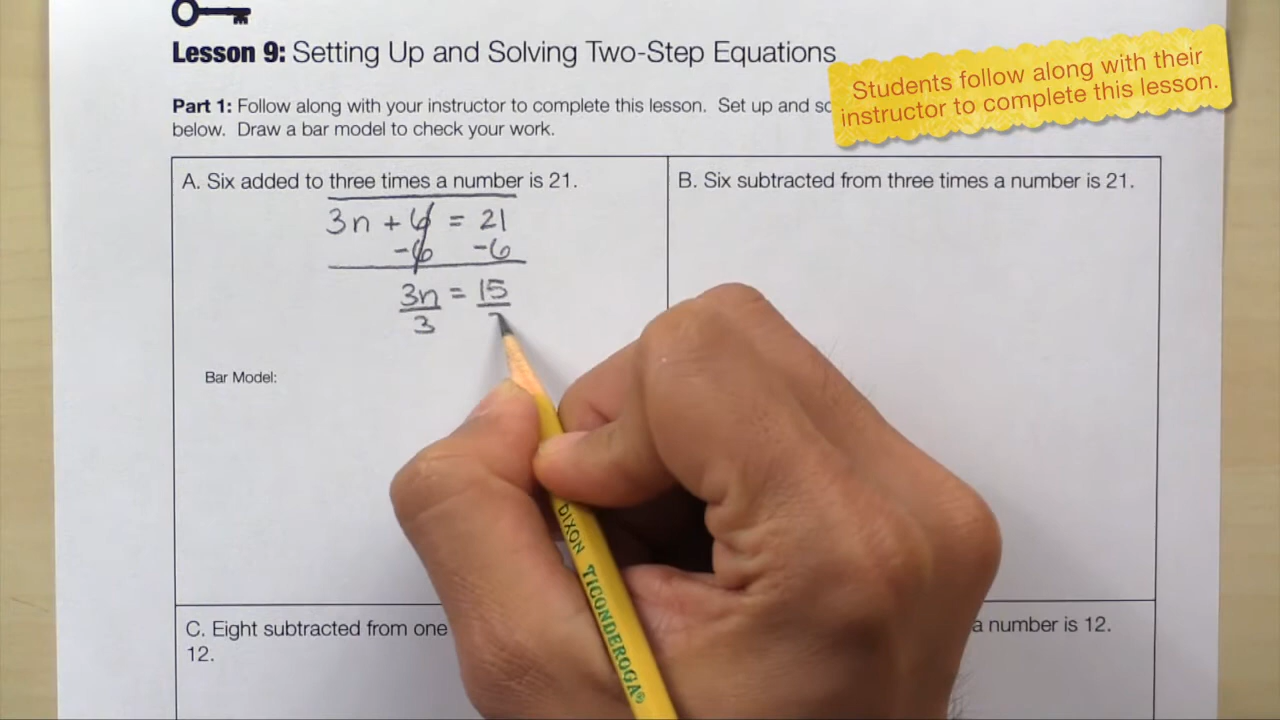 Lesson 9: Setting Up and Solving Two-Step Equations
Students follow along with their
instructor to complete this lesson.
Part 1: Follow along with your instructor to complete this lesson. Set up and
below. Draw a bar model to check your work.
A. Six added to three times a number is 21.
3n + 6 = 21
-6 -6
3n = 15
3
Bar Model:
B. Six subtracted from three times a number is 21.
C. Eight subtracted from one
12.
a number is 12.
DIXON TICONDEROGA®